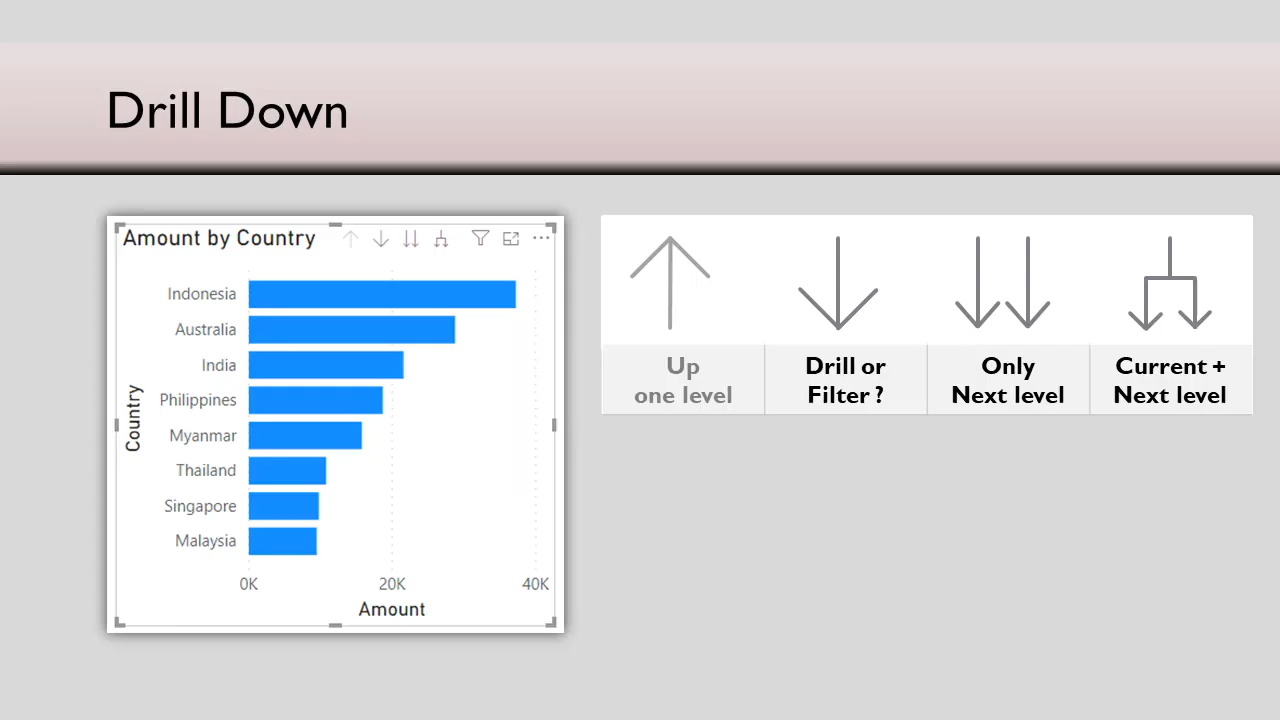 Drill Down
Amount by Country
Indonesia
Australia
India
Philippines
Myanmar
Thailand
Singapore
Malaysia
Country
0K 20K 40K
Amount
Up
one level
Drill or
Filter ?
Only
Next level
Current +
Next level